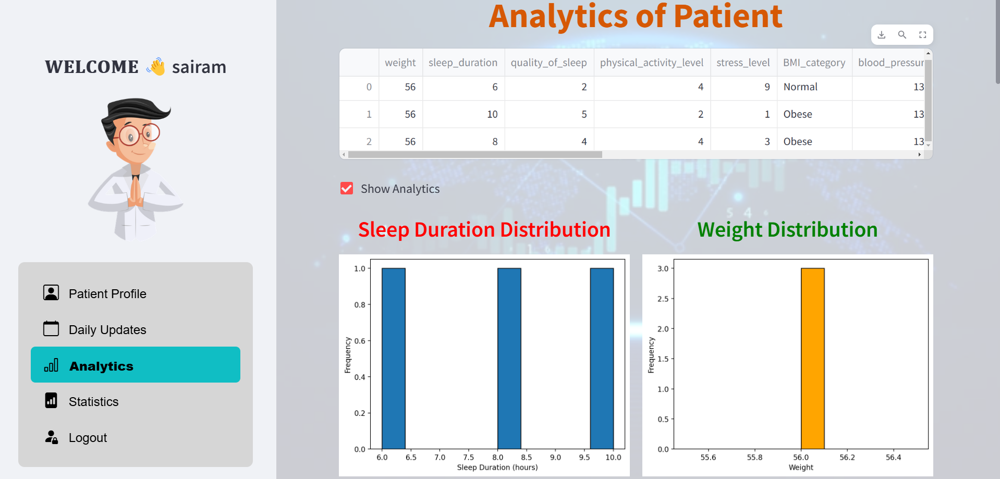 Analytics of Patient
WELCOME 👋 sairam
weight sleep_duration quality_of_sleep physical_activity_level stress_level BMI_category blood_pressur
0 56 6 2 4 9 Normal 13
1 56 10 5 2 1 Obese 13
2 56 8 4 4 3 Obese 13
Show Analytics
Sleep Duration Distribution
1.0
0.8
0.6
0.4
0.2
0.0
Frequency
6.0 6.5 7.0 7.5 8.0 8.5 9.0 9.5 10.0
Sleep Duration (hours)
Weight Distribution
3.0
2.5
2.0
1.5
1.0
0.5
0.0
Frequency
55.6 55.8 56.0 56.2 56.4
Weight
Patient Profile
Daily Updates
Analytics
Statistics
Logout